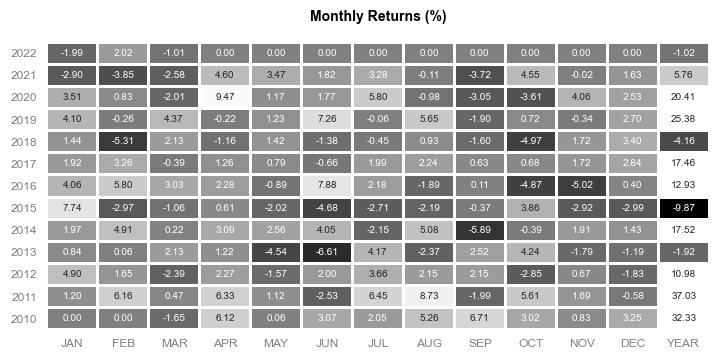 Monthly Returns (%)
2022 -1.99 2.02 -1.01 0.00 0.00 0.00 0.00 0.00 0.00 0.00 0.00 0.00 -1.02
2021 -2.90 -3.85 -2.58 4.60 3.47 1.82 3.28 -0.11 -3.72 4.55 -0.02 1.63 5.76
2020 3.51 0.83 -2.01 9.47 1.17 1.77 5.80 -0.98 -3.05 -3.61 4.06 2.53 20.41
2019 4.10 -0.26 4.37 -0.22 1.23 7.26 -0.06 5.65 -1.60 0.72 -0.34 2.70 25.38
2018 1.44 -5.31 2.13 -1.16 1.42 -1.38 -0.45 0.93 -1.90 -4.97 1.72 3.40 -4.16
2017 1.92 3.26 -0.39 1.26 0.79 -0.66 1.99 2.24 0.63 0.68 1.72 2.84 17.46
2016 4.06 5.80 3.03 2.28 -0.89 7.88 2.18 -1.89 0.11 -4.87 -5.02 0.40 12.93
2015 7.74 -2.97 -1.06 0.61 -2.02 -4.68 -2.71 -2.19 -0.37 3.86 -2.92 -2.99 -9.87
2014 1.97 4.91 0.22 3.09 2.56 4.05 -2.15 5.08 -5.89 -0.39 1.91 1.43 17.52
2013 0.84 0.06 2.13 1.22 -4.54 -6.61 4.17 -2.37 2.52 4.24 -1.79 -1.19 -1.92
2012 4.90 1.65 -2.39 2.27 -1.57 2.00 3.66 2.15 2.15 -2.85 0.67 -1.83 10.98
2011 1.20 6.16 0.47 6.33 1.12 -2.53 6.45 8.73 -1.99 5.61 1.69 -0.58 37.03
2010 0.00 0.00 -1.65 6.12 0.06 3.07 2.05 5.26 6.71 3.02 0.83 3.25 32.33
JAN FEB MAR APR MAY JUN JUL AUG SEP OCT NOV DEC YEAR